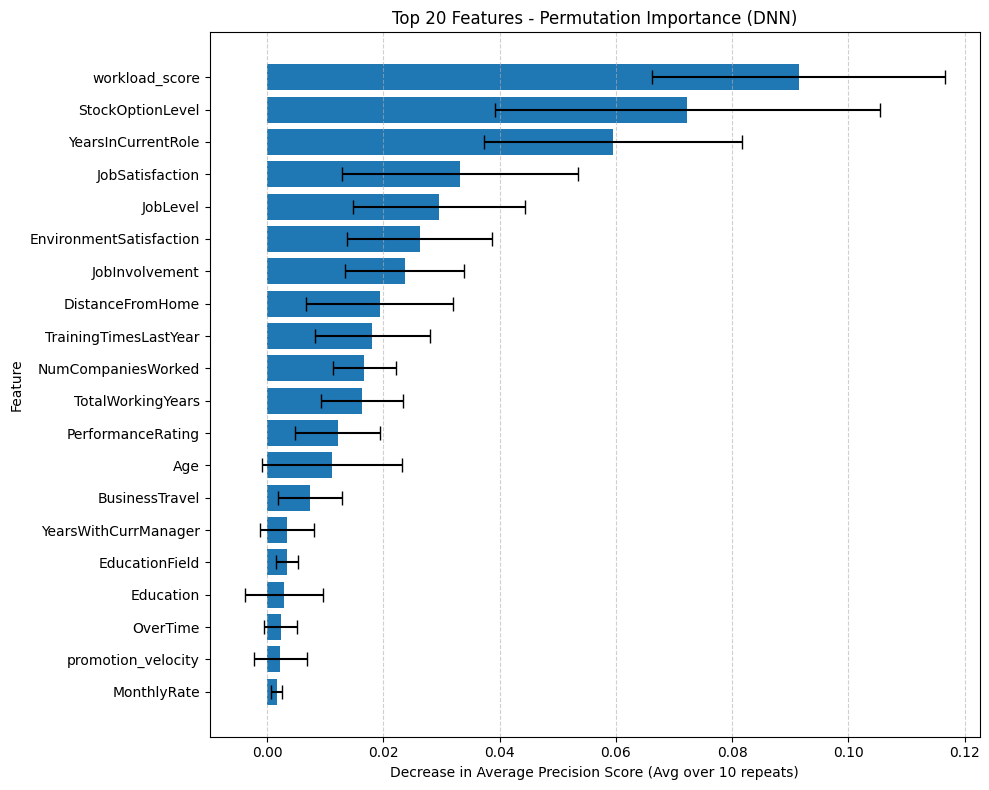 Top 20 Features - Permutation Importance (DNN)
Feature
workload_score
StockOptionLevel
YearsInCurrentRole
JobSatisfaction
JobLevel
EnvironmentSatisfaction
JobInvolvement
DistanceFromHome
TrainingTimesLastYear
NumCompaniesWorked
TotalWorkingYears
PerformanceRating
Age
BusinessTravel
YearsWithCurrManager
EducationField
Education
OverTime
promotion_velocity
MonthlyRate
0.00 0.02 0.04 0.06 0.08 0.10 0.12
Decrease in Average Precision Score (Avg over 10 repeats)